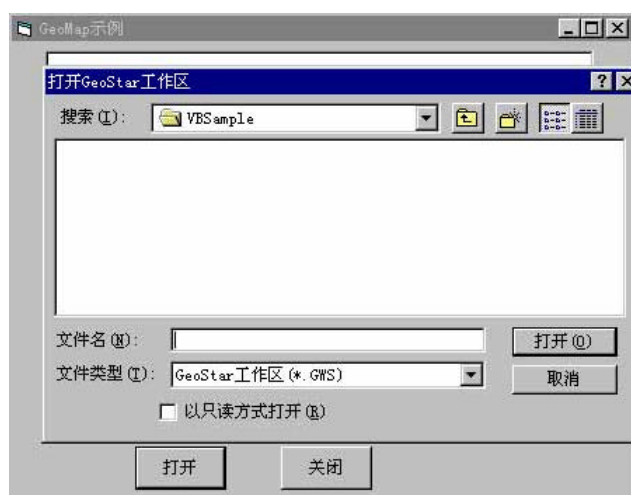 GeoMap示例
打开GeoStar工作区
搜索(I): VBSample
文件名(N): 打开(O)
文件类型(T): GeoStar工作区(*.GWS) 取消
以只读方式打开(R)
打开 关闭